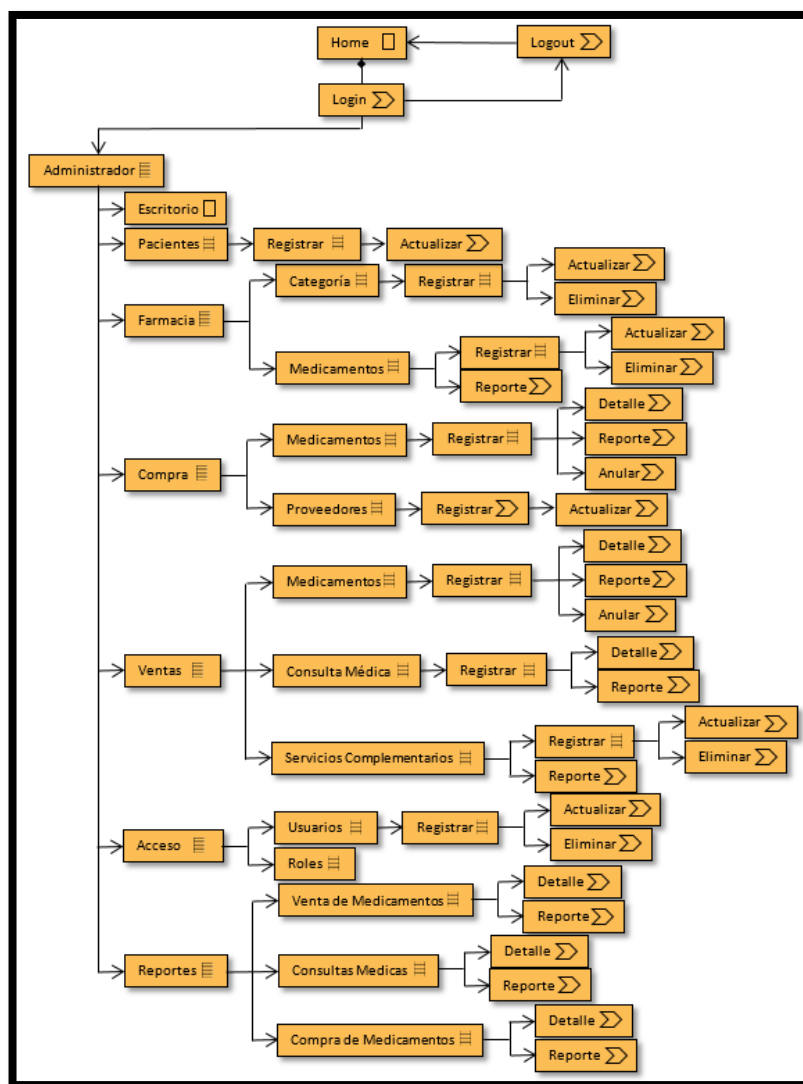 Home
Logout
Login
Administrador
Escritorio
Pacientes
Registrar
Actualizar
Farmacia
Categoría
Registrar
Actualizar
Eliminar
Medicamentos
Registrar
Actualizar
Eliminar
Reporte
Compra
Medicamentos
Registrar
Detalle
Reporte
Anular
Proveedores
Registrar
Actualizar
Ventas
Medicamentos
Registrar
Detalle
Reporte
Anular
Consulta Médica
Registrar
Detalle
Reporte
Servicios Complementarios
Registrar
Actualizar
Eliminar
Reporte
Acceso
Usuarios
Registrar
Actualizar
Eliminar
Roles
Reportes
Venta de Medicamentos
Detalle
Reporte
Consultas Medicas
Detalle
Reporte
Compra de Medicamentos
Detalle
Reporte